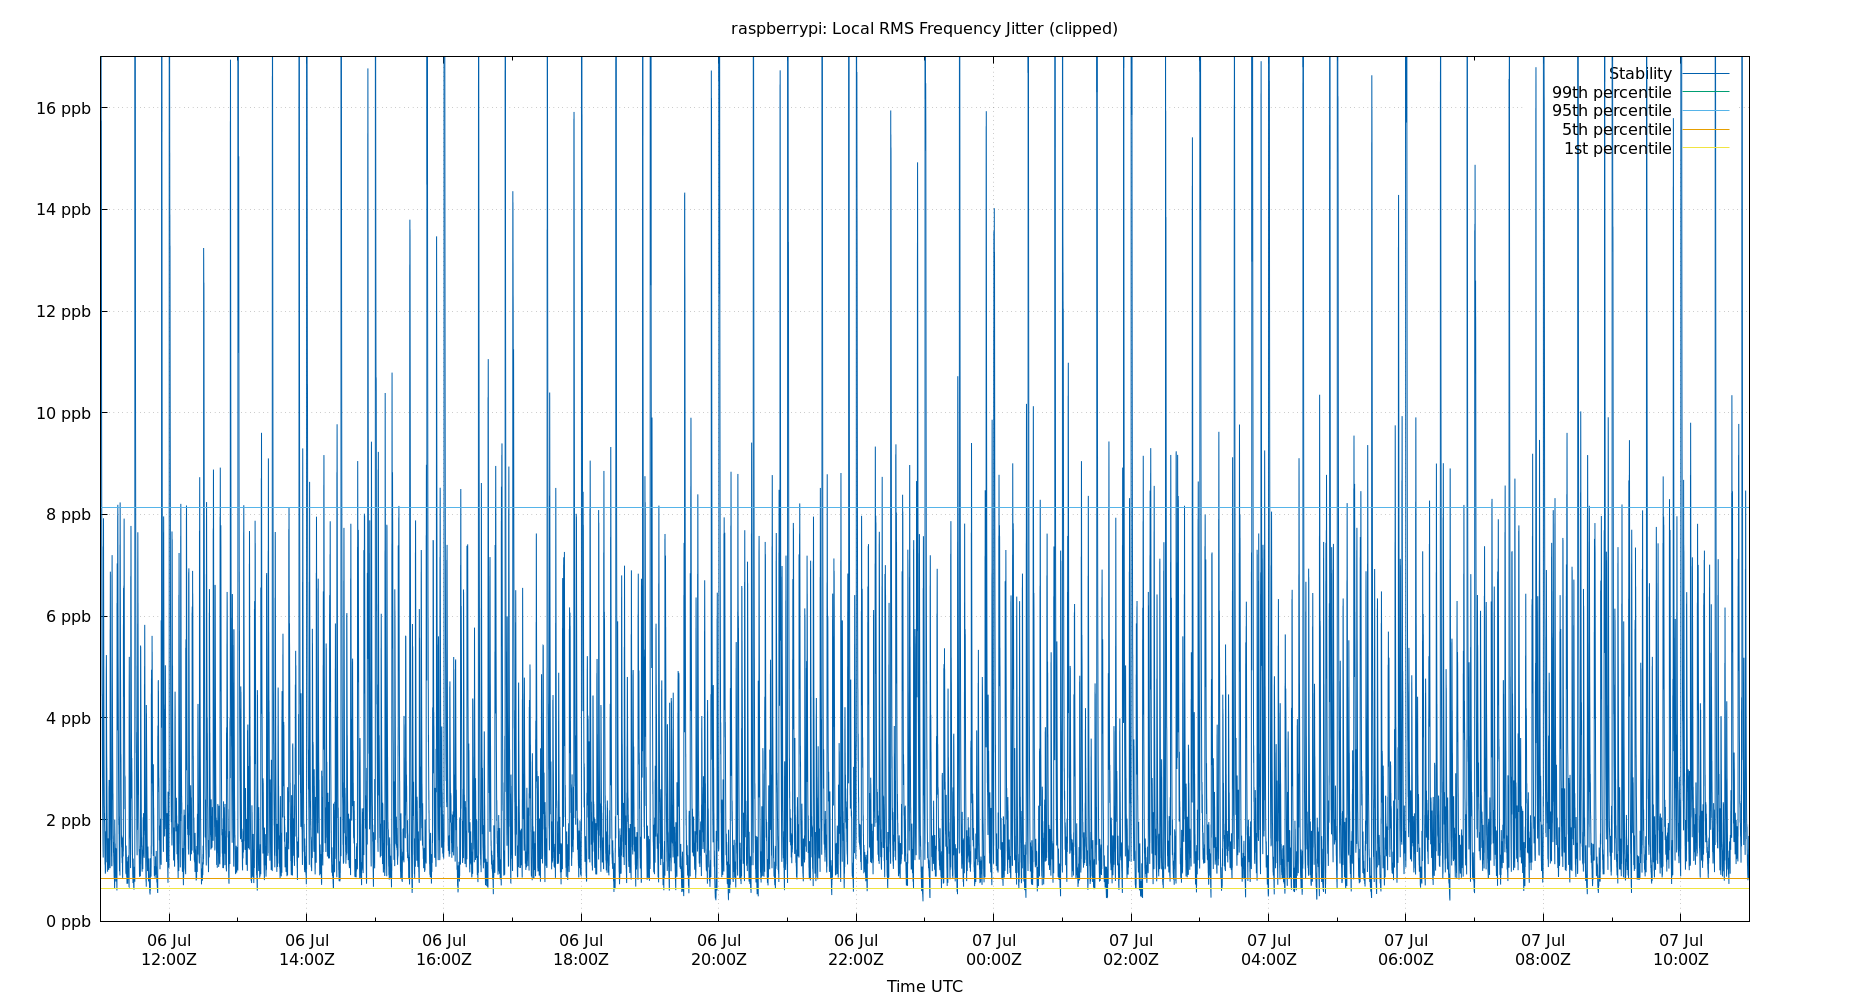 raspberrypi: Local RMS Frequency Jitter (clipped)
Stability
99th percentile
95th percentile
5th percentile
1st percentile
16 ppb
14 ppb
12 ppb
10 ppb
8 ppb
6 ppb
4 ppb
2 ppb
0 ppb
06 Jul 06 Jul 06 Jul 06 Jul 06 Jul 06 Jul 07 Jul 07 Jul 07 Jul 07 Jul 07 Jul 07 Jul
12:00Z 14:00Z 16:00Z 18:00Z 20:00Z 22:00Z 00:00Z 02:00Z 04:00Z 06:00Z 08:00Z 10:00Z
Time UTC